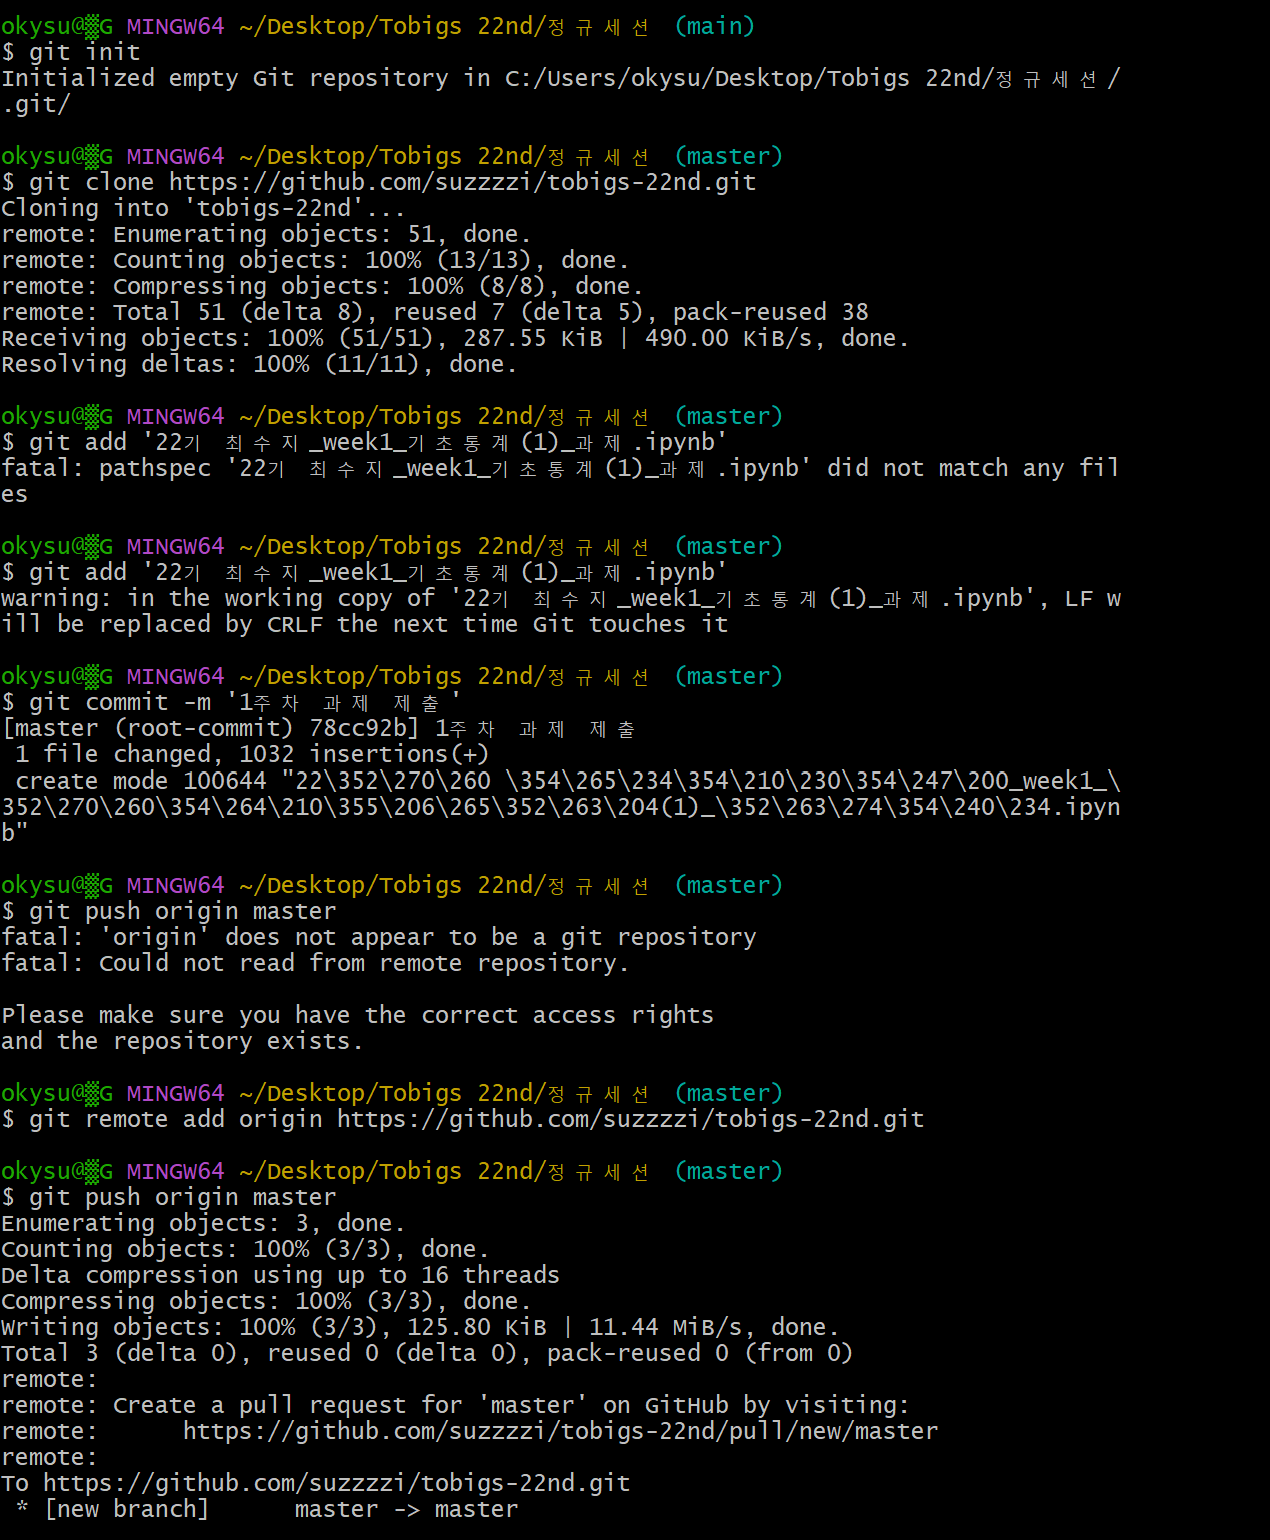 okysu@▒G MINGW64 ~/Desktop/Tobigs 22nd/정규세션 (main)
$ git init
Initialized empty Git repository in C:/Users/okysu/Desktop/Tobigs 22nd/정규세션/
.git/
okysu@▒G MINGW64 ~/Desktop/Tobigs 22nd/정규세션 (master)
$ git clone https://github.com/suzzzzi/tobigs-22nd.git
Cloning into 'tobigs-22nd'...
remote: Enumerating objects: 51, done.
remote: Counting objects: 100% (13/13), done.
remote: Compressing objects: 100% (8/8), done.
remote: Total 51 (delta 8), reused 7 (delta 5), pack-reused 38
Receiving objects: 100% (51/51), 287.55 KiB | 490.00 KiB/s, done.
Resolving deltas: 100% (11/11), done.
okysu@▒G MINGW64 ~/Desktop/Tobigs 22nd/정규세션 (master)
$ git add '22기 최수지_week1_기초통계(1)_과제.ipynb'
fatal: pathspec '22기 최수지_week1_기초통계(1)_과제.ipynb' did not match any fil
es
okysu@▒G MINGW64 ~/Desktop/Tobigs 22nd/정규세션 (master)
$ git add '22기 최수지_week1_기초통계(1)_과제.ipynb'
warning: in the working copy of '22기 최수지_week1_기초통계(1)_과제.ipynb', LF w
ill be replaced by CRLF the next time Git touches it
okysu@▒G MINGW64 ~/Desktop/Tobigs 22nd/정규세션 (master)
$ git commit -m '1주차 과제 제출'
[master (root-commit) 78cc92b] 1주차 과제 제출
1 file changed, 1032 insertions(+)
create mode 100644 "22\352\270\260 \354\265\234\354\210\230\354\247\200_week1_\
352\270\260\354\264\210\355\206\265\352\263\204(1)_\352\263\274\354\240\234.ipyn
b"
okysu@▒G MINGW64 ~/Desktop/Tobigs 22nd/정규세션 (master)
$ git push origin master
fatal: 'origin' does not appear to be a git repository
fatal: Could not read from remote repository.
Please make sure you have the correct access rights
and the repository exists.
okysu@▒G MINGW64 ~/Desktop/Tobigs 22nd/정규세션 (master)
$ git remote add origin https://github.com/suzzzzi/tobigs-22nd.git
okysu@▒G MINGW64 ~/Desktop/Tobigs 22nd/정규세션 (master)
$ git push origin master
Enumerating objects: 3, done.
Counting objects: 100% (3/3), done.
Delta compression using up to 16 threads
Compressing objects: 100% (3/3), done.
Writing objects: 100% (3/3), 125.80 KiB | 11.44 MiB/s, done.
Total 3 (delta 0), reused 0 (delta 0), pack-reused 0 (from 0)
remote:
remote: Create a pull request for 'master' on GitHub by visiting:
remote:      https://github.com/suzzzzi/tobigs-22nd/pull/new/master
remote:
To https://github.com/suzzzzi/tobigs-22nd.git
* [new branch]      master -> master